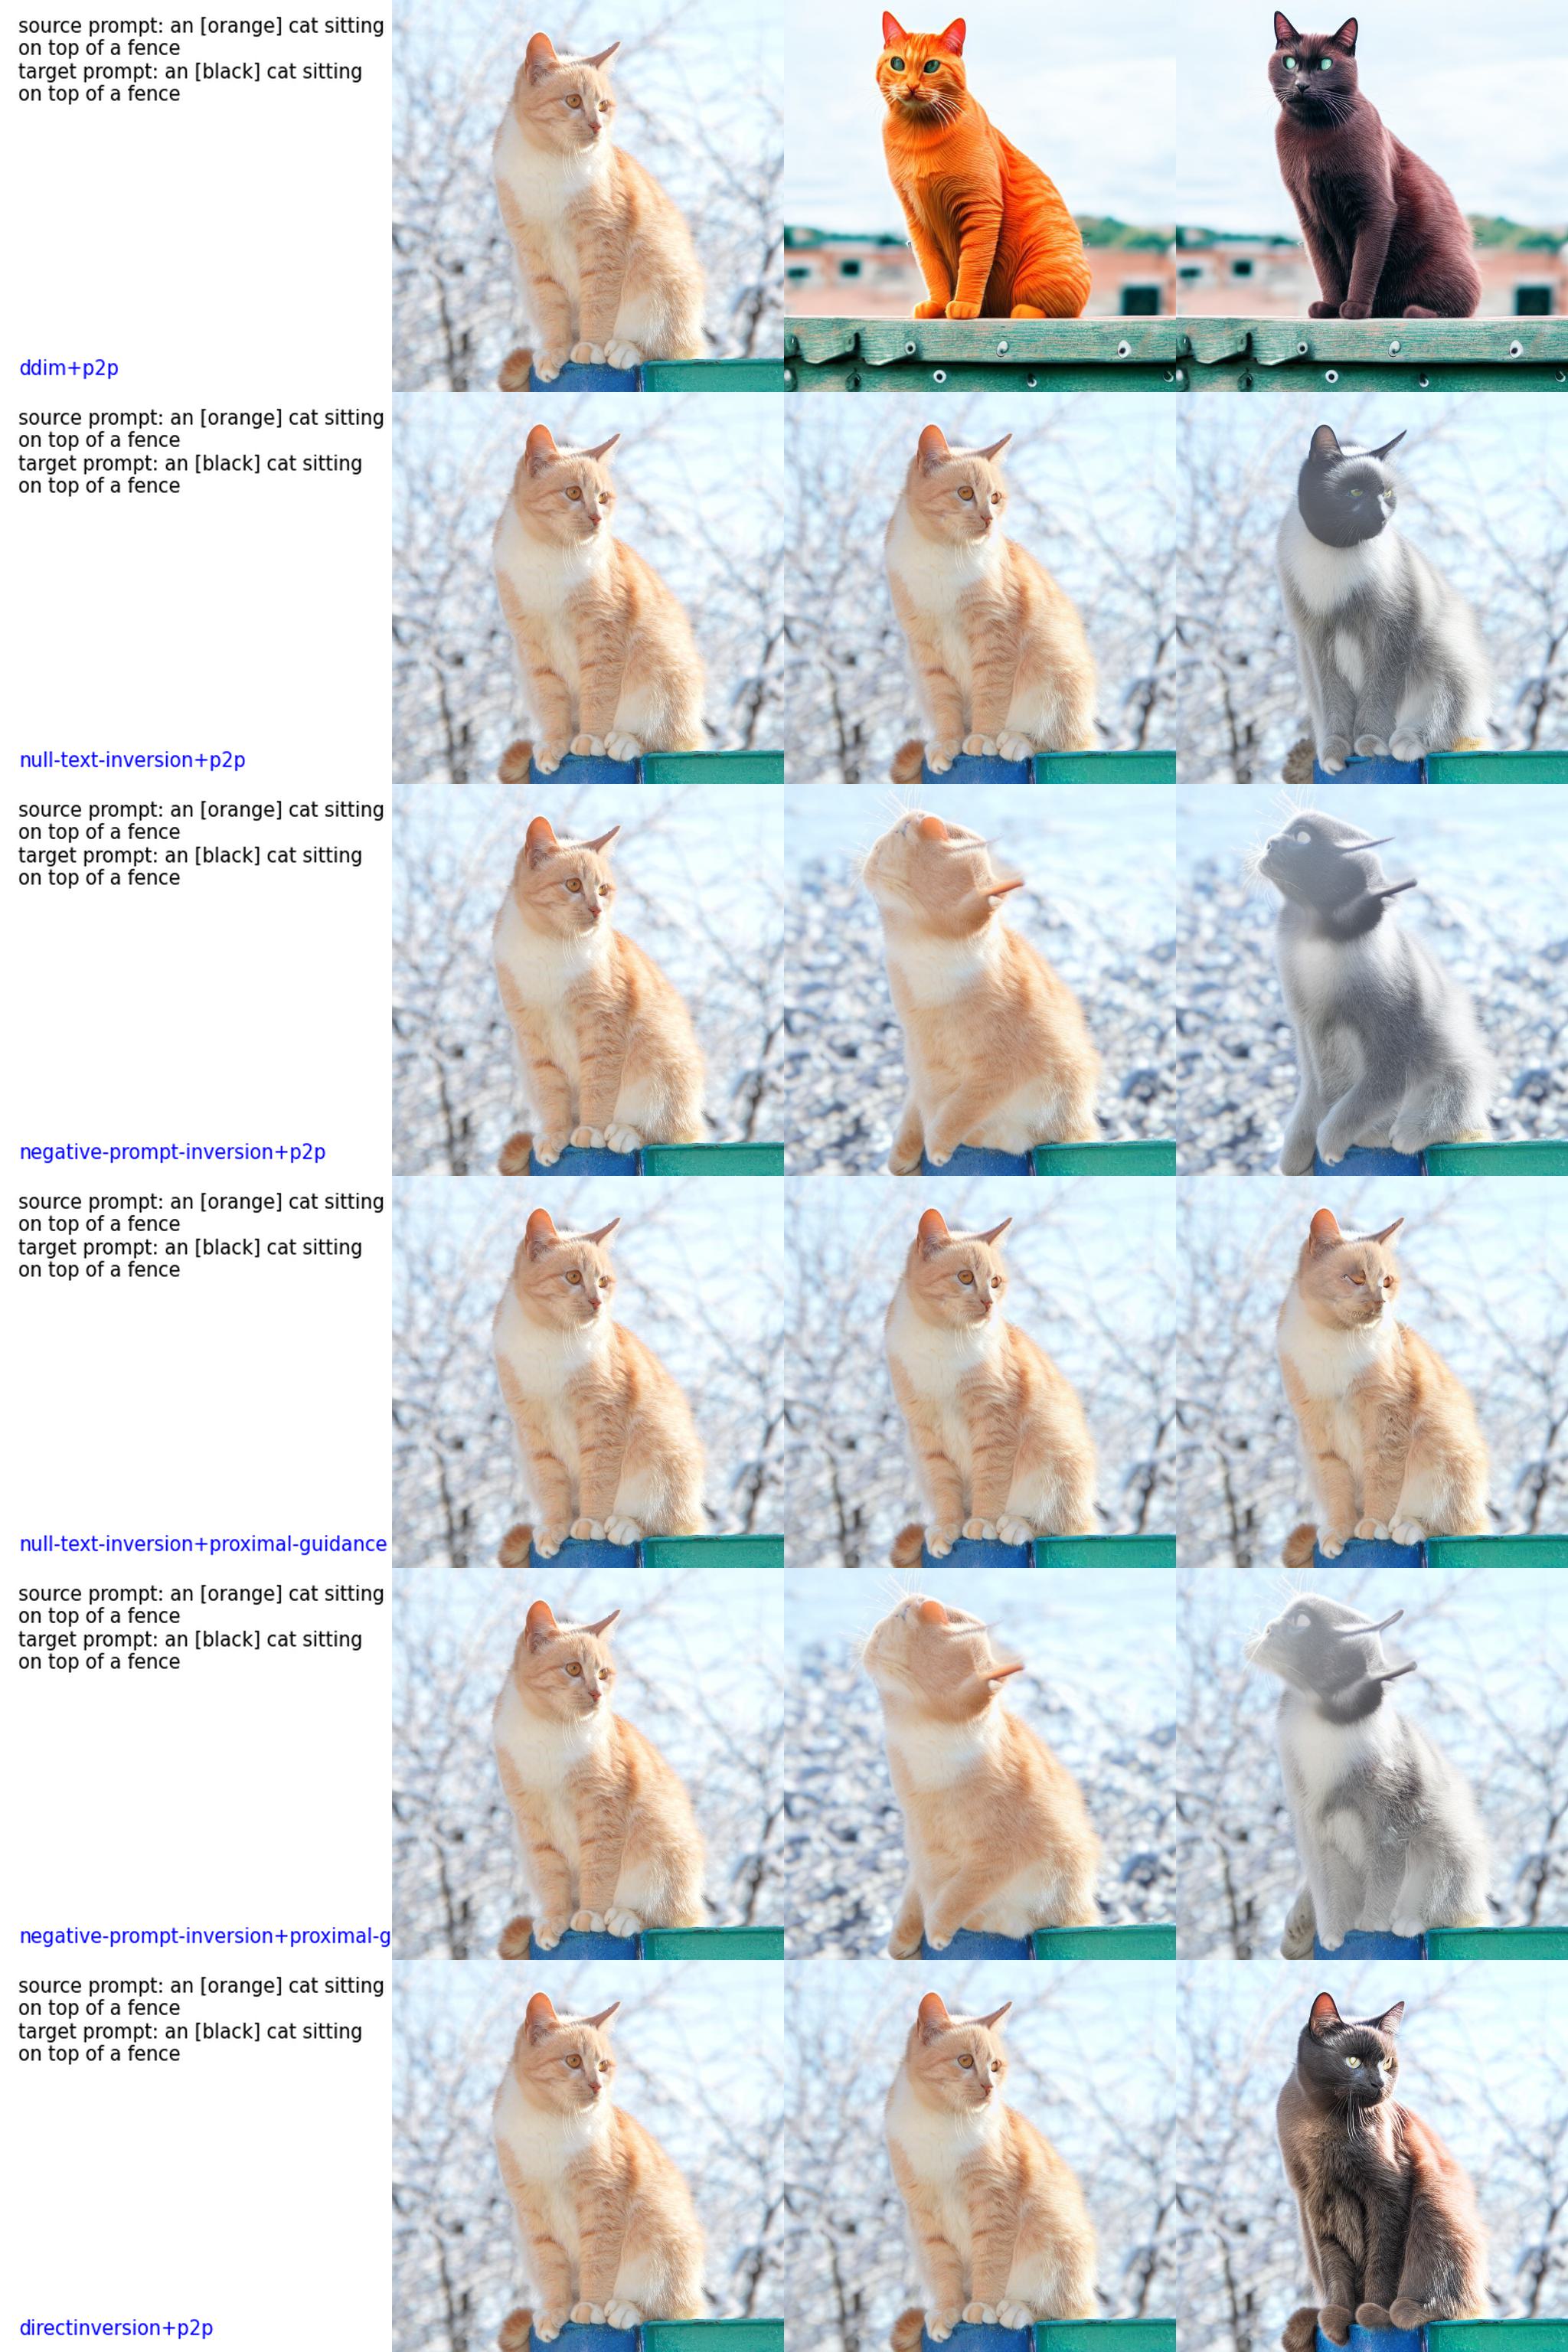 source prompt: an [orange] cat sitting
on top of a fence
target prompt: an [black] cat sitting
on top of a fence
ddim+p2p
source prompt: an [orange] cat sitting
on top of a fence
target prompt: an [black] cat sitting
on top of a fence
null-text-inversion+p2p
source prompt: an [orange] cat sitting
on top of a fence
target prompt: an [black] cat sitting
on top of a fence
negative-prompt-inversion+p2p
source prompt: an [orange] cat sitting
on top of a fence
target prompt: an [black] cat sitting
on top of a fence
null-text-inversion+proximal-guidance
source prompt: an [orange] cat sitting
on top of a fence
target prompt: an [black] cat sitting
on top of a fence
negative-prompt-inversion+proximal-g
source prompt: an [orange] cat sitting
on top of a fence
target prompt: an [black] cat sitting
on top of a fence
directinversion+p2p